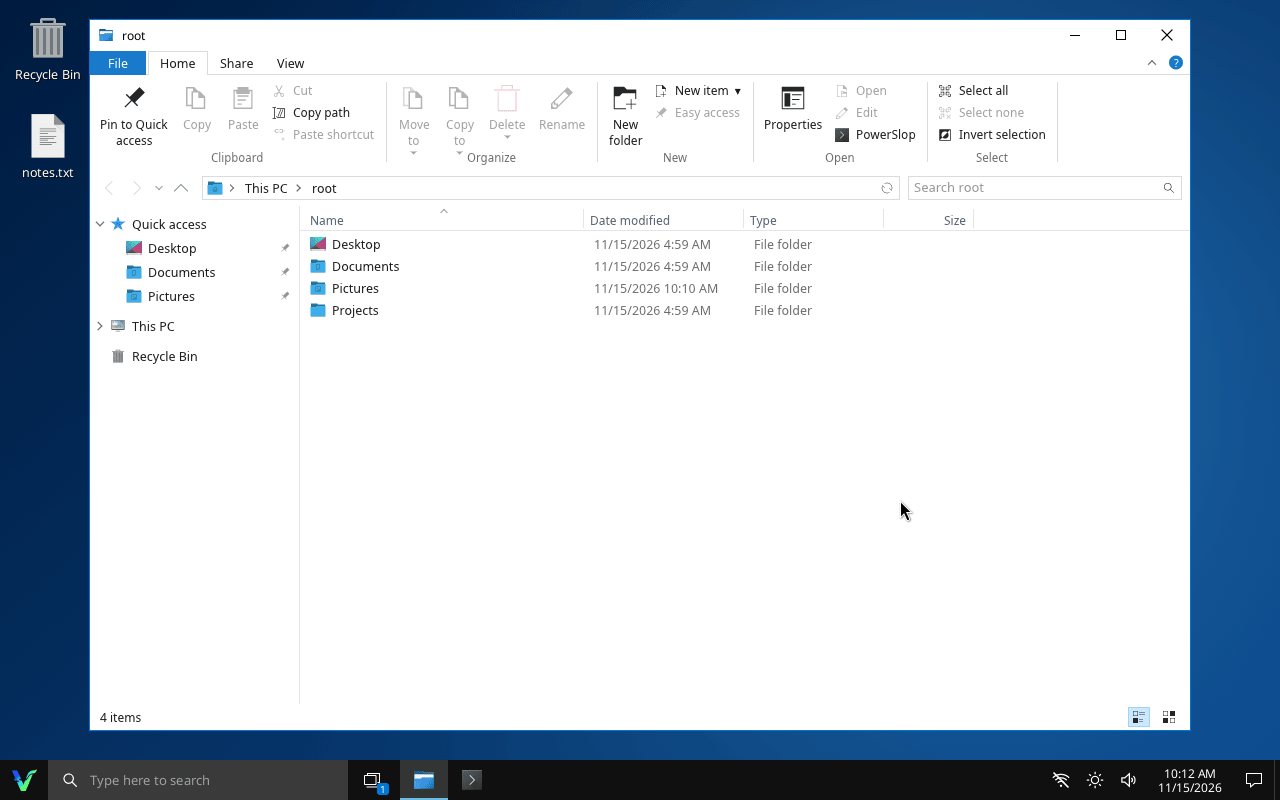 Recycle Bin
notes.txt
root
File Home Share View
Pin to Quick access
Copy
Paste
Cut
Copy path
Paste shortcut
Clipboard
Move to
Copy to
Delete
Rename
Organize
New folder
New item
Easy access
New
Properties
Open
Edit
PowerSlop
Open
Select all
Select none
Invert selection
Select
This PC root
Search root
Quick access
Desktop
Documents
Pictures
This PC
Recycle Bin
Name Date modified Type Size
Desktop 11/15/2026 4:59 AM File folder
Documents 11/15/2026 4:59 AM File folder
Pictures 11/15/2026 10:10 AM File folder
Projects 11/15/2026 4:59 AM File folder
4 items
Type here to search
1
10:12 AM
11/15/2026